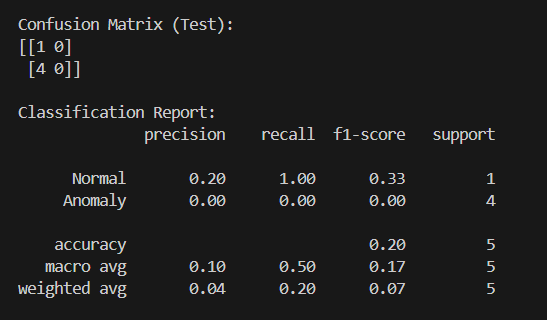 Confusion Matrix (Test):
[[1 0]
 [4 0]]
Classification Report:
              precision    recall  f1-score   support
      Normal       0.20      1.00      0.33         1
     Anomaly       0.00      0.00      0.00         4
    accuracy                           0.20         5
   macro avg       0.10      0.50      0.17         5
weighted avg       0.04      0.20      0.07         5